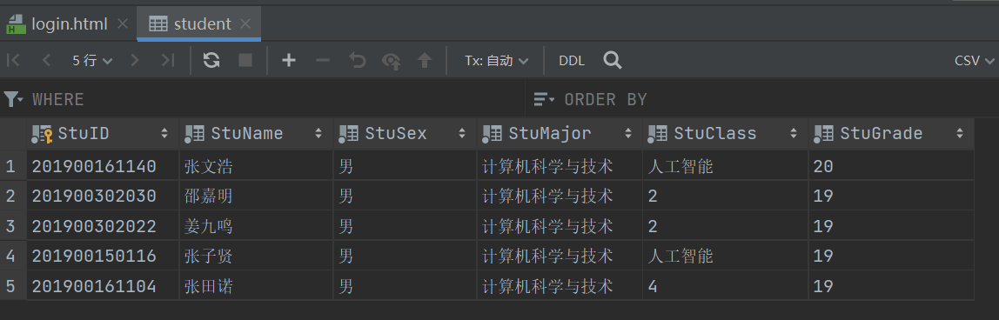 login.html student
5 行 Tx: 自动 DDL CSV
WHERE ORDER BY
StuID StuName StuSex StuMajor StuClass StuGrade
1 201900161140 张文浩 男 计算机科学与技术 人工智能 20
2 201900302030 邵嘉明 男 计算机科学与技术 2 19
3 201900302022 姜九鸣 男 计算机科学与技术 2 19
4 201900150116 张子贤 男 计算机科学与技术 人工智能 19
5 201900161104 张田诺 男 计算机科学与技术 4 19